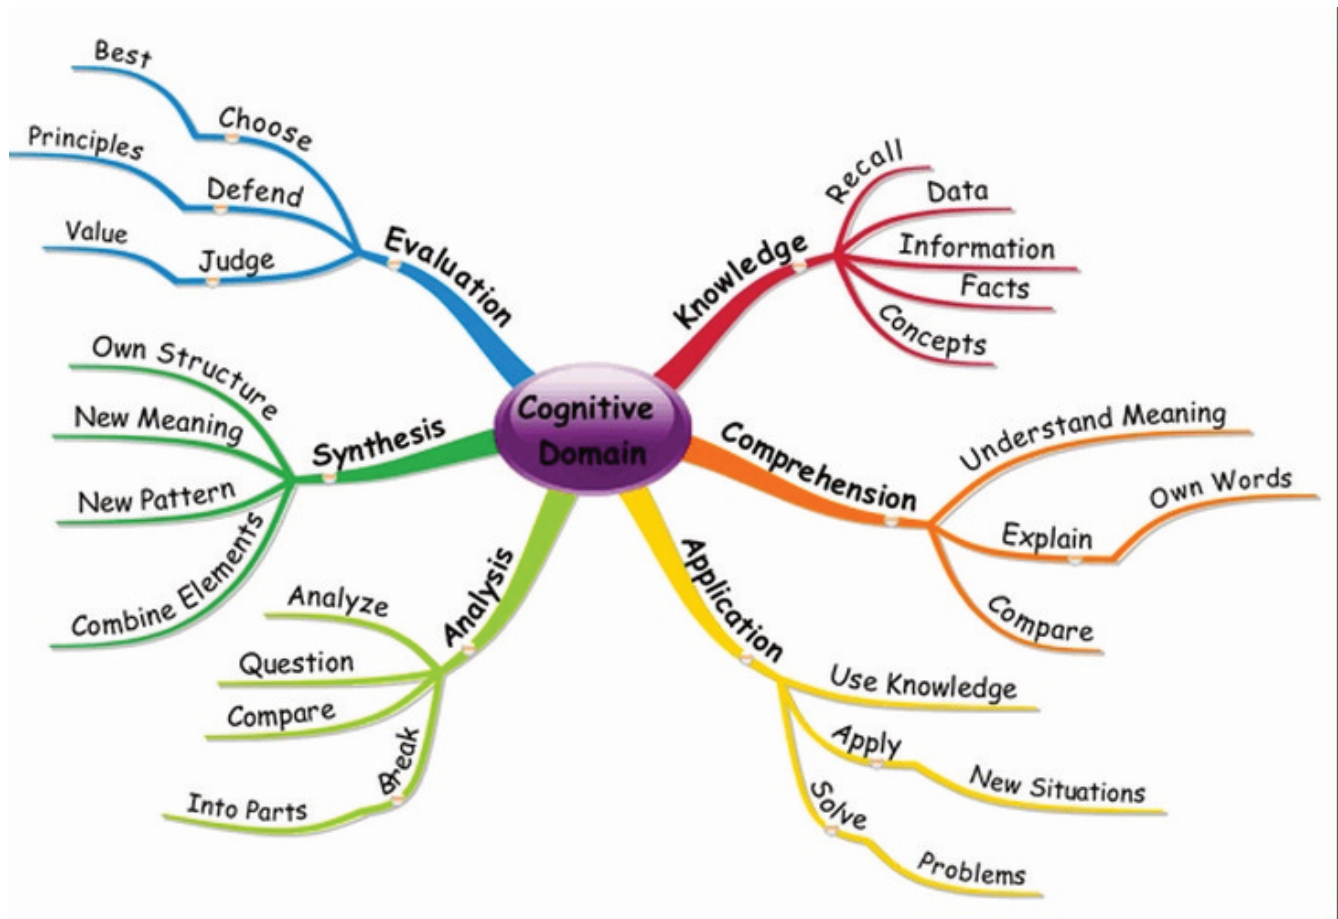 Cognitive
Domain
Knowledge
Recall
Data
Information
Facts
Concepts
Comprehension
Understand Meaning
Explain
Own Words
Compare
Application
Use Knowledge
Apply
New Situations
Solve
Problems
Analysis
Analyze
Question
Compare
Break
Into Parts
Synthesis
Own Structure
New Meaning
New Pattern
Combine Elements
Evaluation
Choose
Best
Defend
Principles
Judge
Value